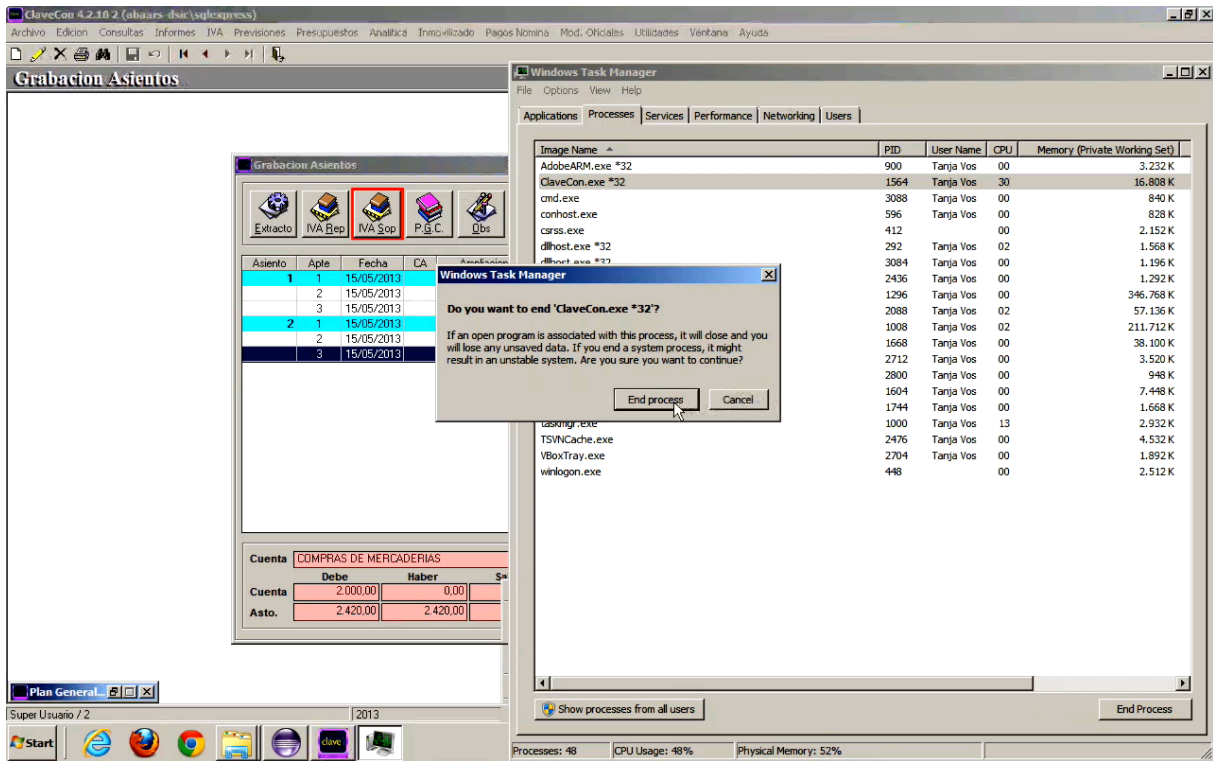 ClaveCon 4.2.10 2 (abaars-dsic\sqlexpress)
Archivo Edicion Consultas Informes IVA Previsiones Presupuestos Analitica Inmovilizado Pagos Nomina Mod. Oficiales Utilidades Ventana Ayuda
Grabacion Asientos
Grabacion Asientos
Extracto IVA Rep IVA Sop P.G.C. Obs
Asiento Apte Fecha CA
1 1 15/05/2013
2 15/05/2013
3 15/05/2013
2 1 15/05/2013
2 15/05/2013
3 15/05/2013
Cuenta COMPRAS DE MERCADERIAS
Debe Haber
Cuenta 2.000,00 0,00
Asto. 2.420,00 2.420,00
Plan General...
Super Usuario / 2 2013
Start
clave
Windows Task Manager
File Options View Help
Applications Processes Services Performance Networking Users
Image Name PID User Name CPU Memory (Private Working Set)
AdobeARM.exe *32 900 Tanja Vos 00 3.232 K
ClaveCon.exe *32 1564 Tanja Vos 30 16.808 K
cmd.exe 3088 Tanja Vos 00 840 K
conhost.exe 596 Tanja Vos 00 828 K
csrss.exe 412 00 2.152 K
dllhost.exe *32 292 Tanja Vos 02 1.568 K
dllhost.exe *32 3084 Tanja Vos 00 1.196 K
2436 Tanja Vos 00 1.292 K
1296 Tanja Vos 00 346.768 K
2088 Tanja Vos 02 57.136 K
1008 Tanja Vos 02 211.712 K
1668 Tanja Vos 00 38.100 K
2712 Tanja Vos 00 3.520 K
2800 Tanja Vos 00 948 K
1604 Tanja Vos 00 7.448 K
1744 Tanja Vos 00 1.668 K
taskmgr.exe 1000 Tanja Vos 13 2.932 K
TSVNCache.exe 2476 Tanja Vos 00 4.532 K
VBoxTray.exe 2704 Tanja Vos 00 1.892 K
winlogon.exe 448 00 2.512 K
Show processes from all users End Process
Processes: 48 CPU Usage: 48% Physical Memory: 52%
Windows Task Manager
Do you want to end 'ClaveCon.exe *32'?
If an open program is associated with this process, it will close and you
will lose any unsaved data. If you end a system process, it might
result in an unstable system. Are you sure you want to continue?
End process Cancel